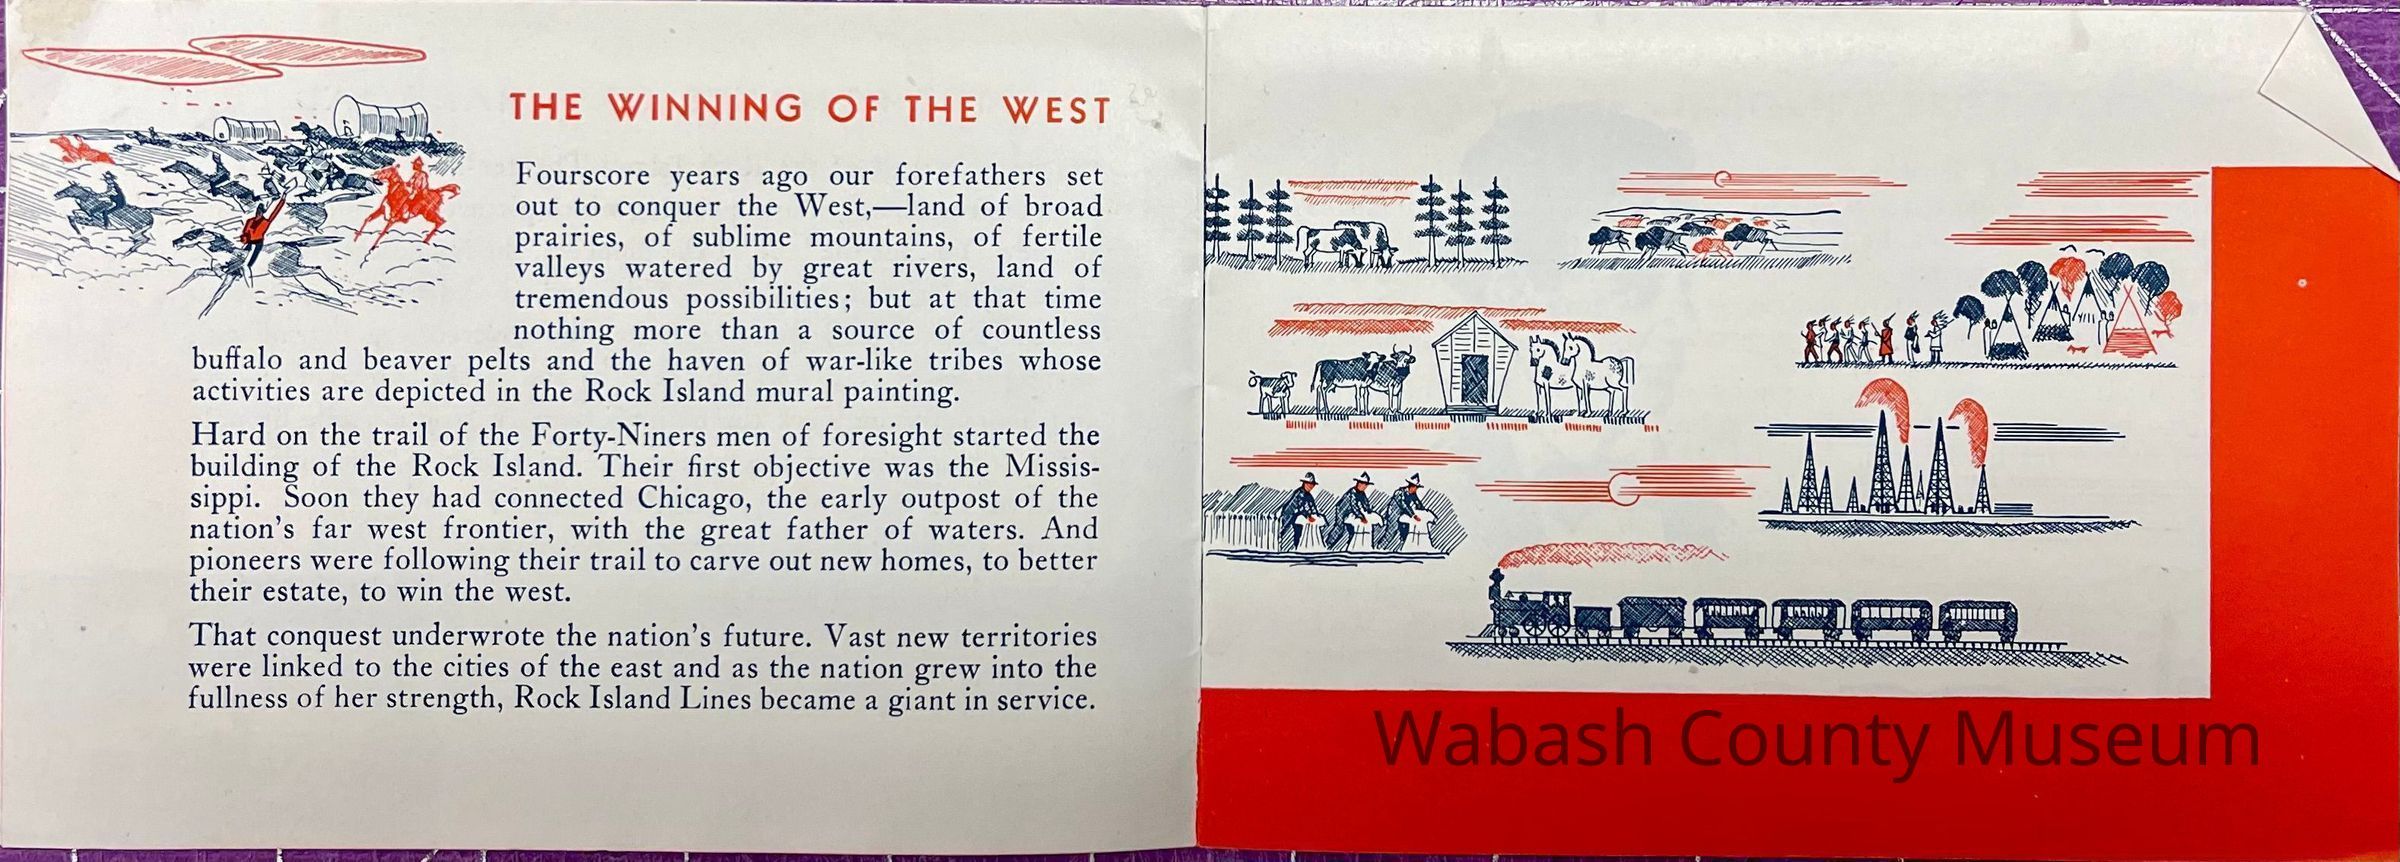 THE WINNING OF THE WEST
Fourscore years ago our forefathers set
out to conquer the West,—land of broad
prairies, of sublime mountains, of fertile
valleys watered by great rivers, land of
tremendous possibilities; but at that time
nothing more than a source of countless
buffalo and beaver pelts and the haven of war-like tribes whose
activities are depicted in the Rock Island mural painting.
Hard on the trail of the Forty-Niners men of foresight started the
building of the Rock Island. Their first objective was the Missis-
sippi. Soon they had connected Chicago, the early outpost of the
nation's far west frontier, with the great father of waters. And
pioneers were following their trail to carve out new homes, to better
their estate, to win the west.
That conquest underwrote the nation's future. Vast new territories
were linked to the cities of the east and as the nation grew into the
fullness of her strength, Rock Island Lines became a giant in service.
Wabash County Museum